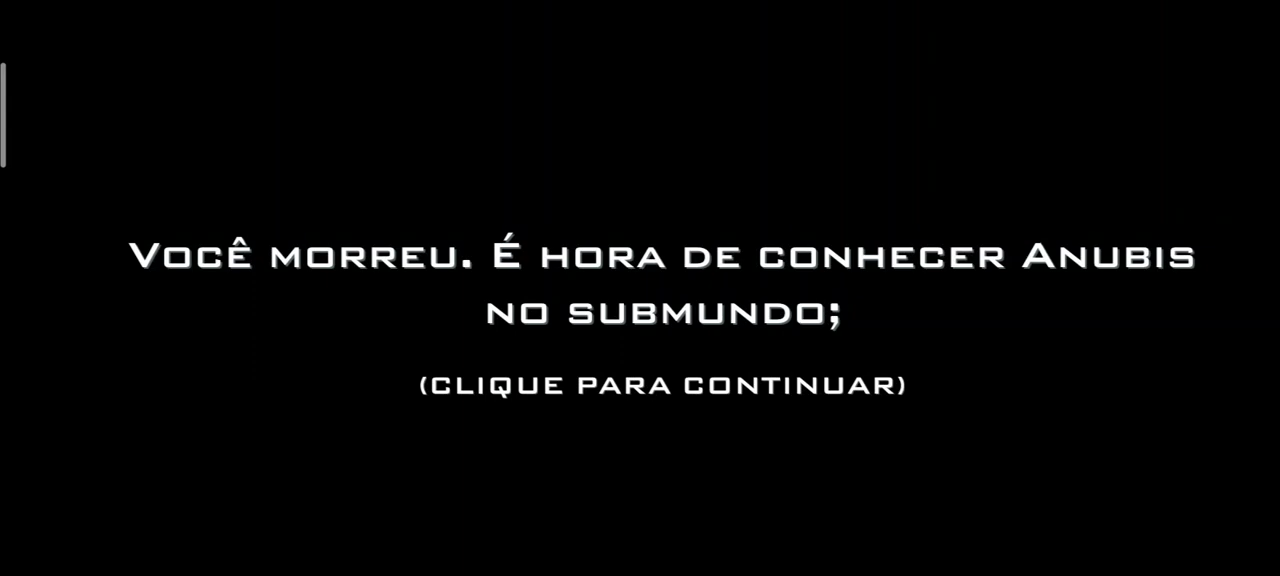 Você morreu. É hora de conhecer Anubis
no submundo;
(clique para continuar)